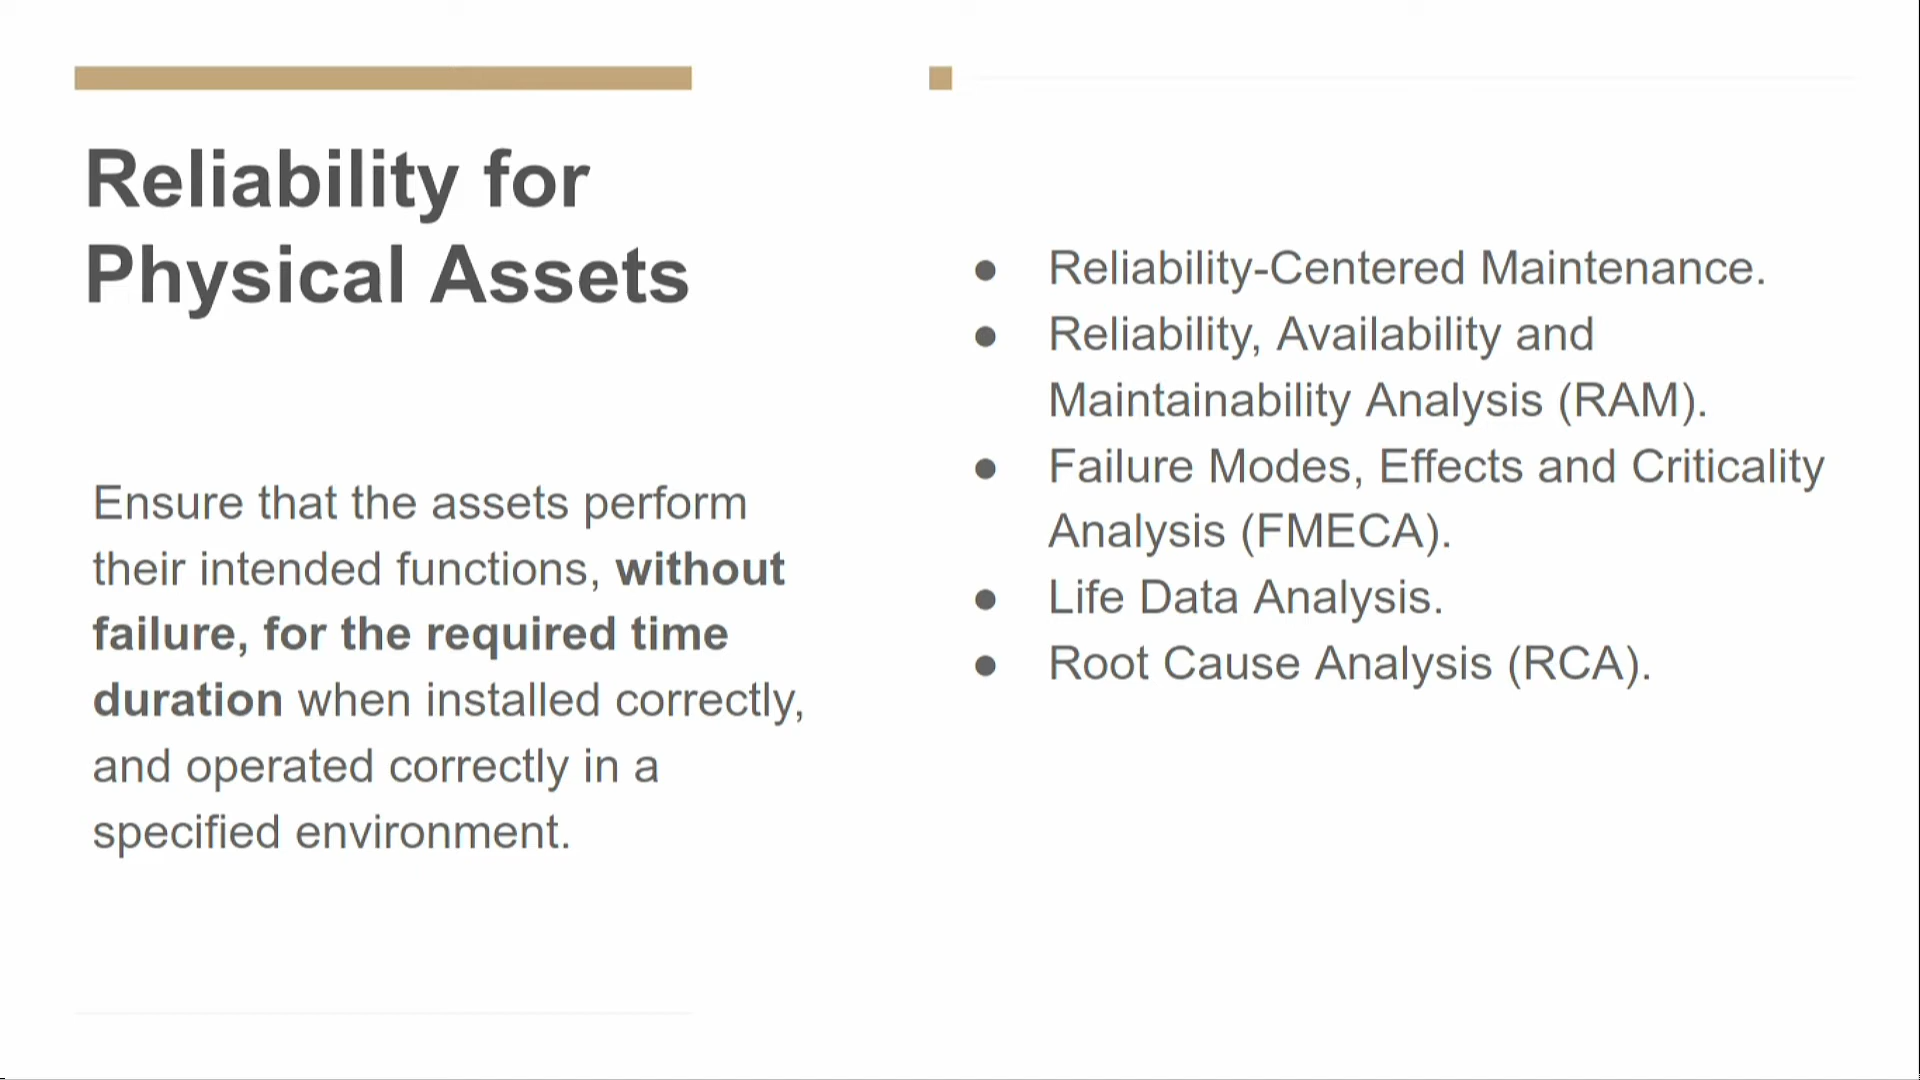 Reliability for
Physical Assets
Ensure that the assets perform
their intended functions, without
failure, for the required time
duration when installed correctly,
and operated correctly in a
specified environment.
● Reliability-Centered Maintenance.
● Reliability, Availability and
Maintainability Analysis (RAM).
● Failure Modes, Effects and Criticality
Analysis (FMECA).
● Life Data Analysis.
● Root Cause Analysis (RCA).